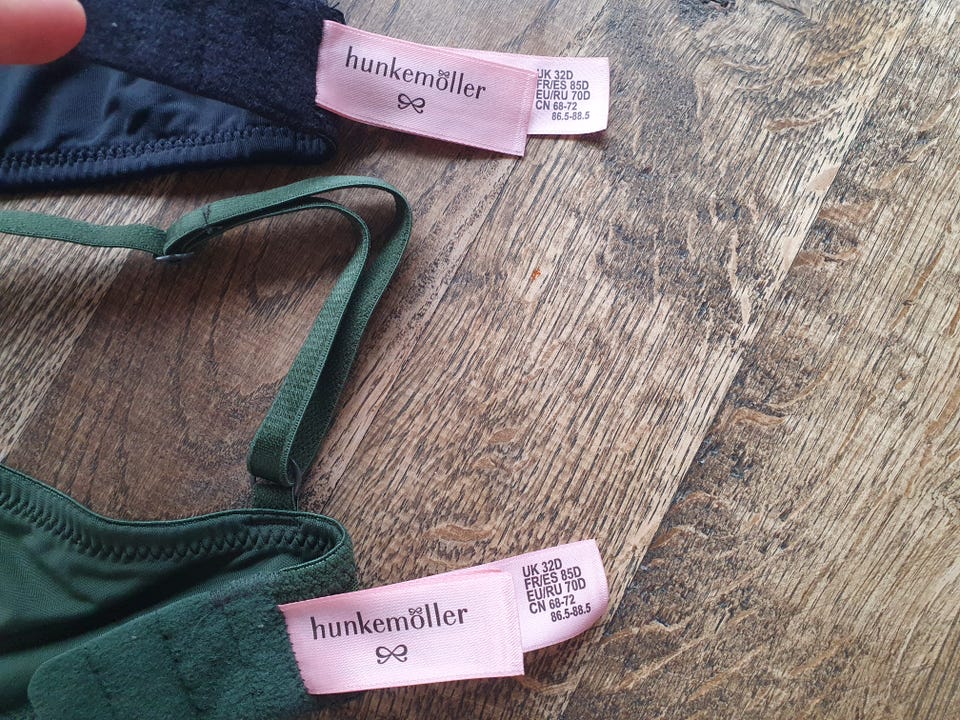 hunkemöller
UK 32D
FR/ES 85D
EU/RU 70D
CN 68-72
86.5-88.5
hunkemöller
UK 32D
FR/ES 85D
EU/RU 70D
CN 68-72
86.5-88.5